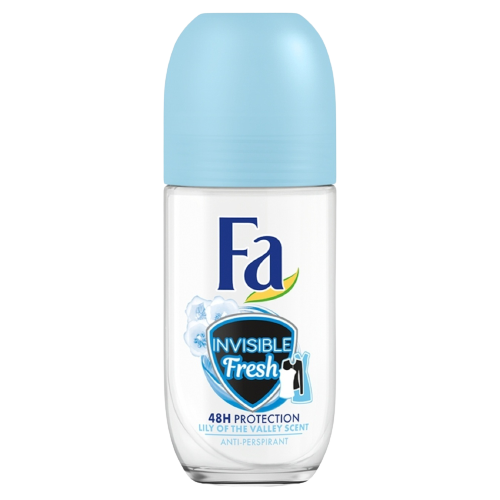 Fa
INVISIBLE
Fresh
48H PROTECTION
LILY OF THE VALLEY SCENT
ANTI-PERSPIRANT